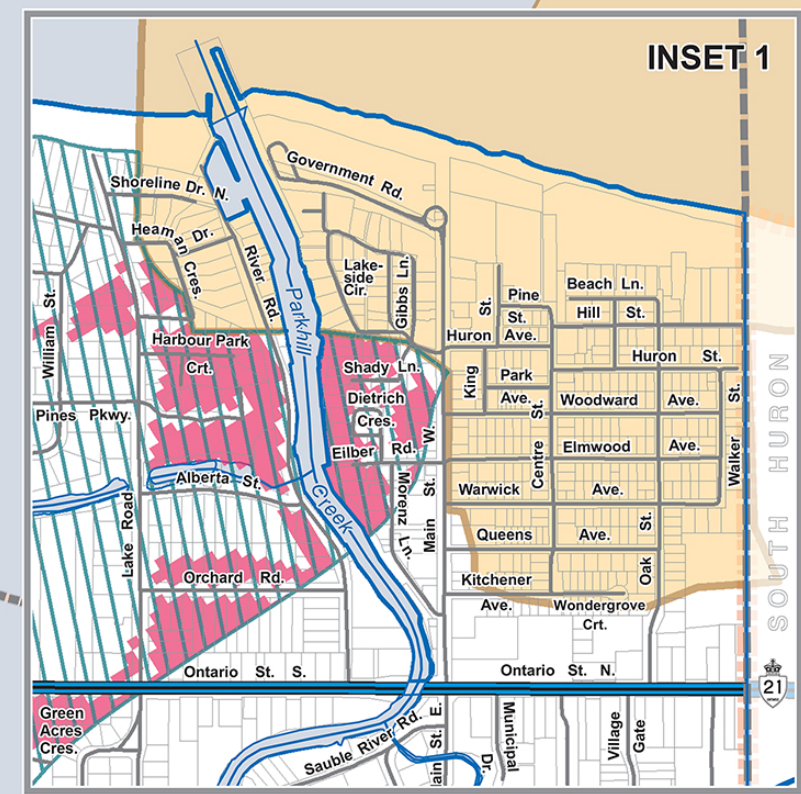 INSET 1
Government Rd.
Shoreline Dr. N.
Heaman Dr.
Cres.
River Rd.
Lake-
side
Cir.
Gibbs Ln.
Parkhill
Creek
William St.
Beach Ln.
Pine
St.
Hill St.
King St.
Huron Ave.
Huron St.
Harbour Park
Crt.
Shady Ln.
Park
Ave.
Dietrich
Cres.
Woodward Ave.
Walker St.
Pines Pkwy.
Centre St.
Eilber Rd.
Elmwood Ave.
Main St. W.
Morenz Ln.
Alberta St.
Warwick Ave.
Lake Road
Queens Ave.
Oak St.
Orchard Rd.
Kitchener
Ave.
Wondergrove
Crt.
SOUTH HURON
Ontario St. S.
Ontario St. N.
21
Green
Acres
Cres.
Sauble River Rd.
ain St. E.
Dr.
Municipal
Village
Gate